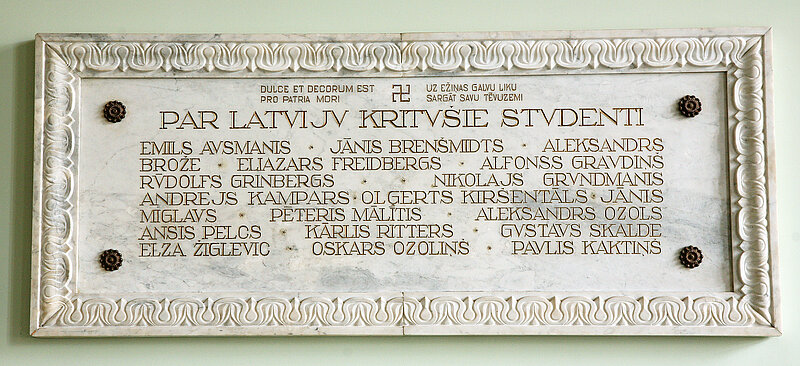 DULCE ET DECORUM EST
PRO PATRIA MORI
UZ EŽIŅAS GALVU LIKU
SARGĀT SAVU TĒVUZEMI
PAR LATVIJV KRITVŠIE STVDENTI
EMILS AVSMANIS · JĀNIS BRENŠMIDTS · ALEKSANDRS
BROŽE · ELIAZARS FREIDBERGS · ALFONSS GRAVDIŅŠ
RVDOLFS GRINBERGS · · NIKOLAJS GRVNDMANIS
ANDREJS KAMPARS · OLĢERTS KIRŠENTĀLS · JĀNIS
MIGLAVS · PĒTERIS MĀLĪTIS · ALEKSANDRS OZOLS
ANSIS PELCS · KĀRLIS RITTERS · GVSTAVS SKALDE
ELZA ŽIGLEVIC · OSKARS OZOLIŅŠ · PAVLIS KAKTIŅŠ